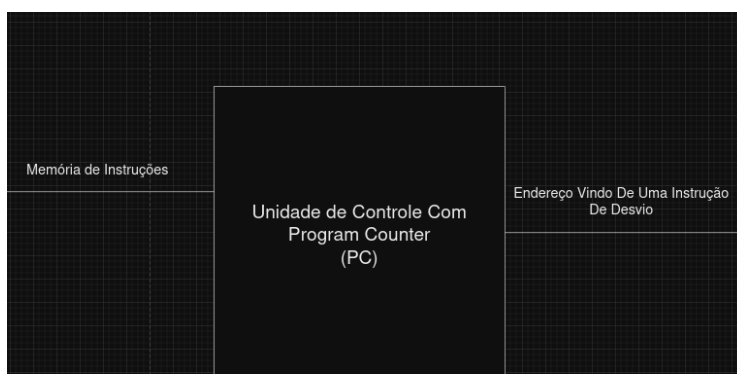 Memória de Instruções
Unidade de Controle Com
Program Counter
(PC)
Endereço Vindo De Uma Instrução
De Desvio